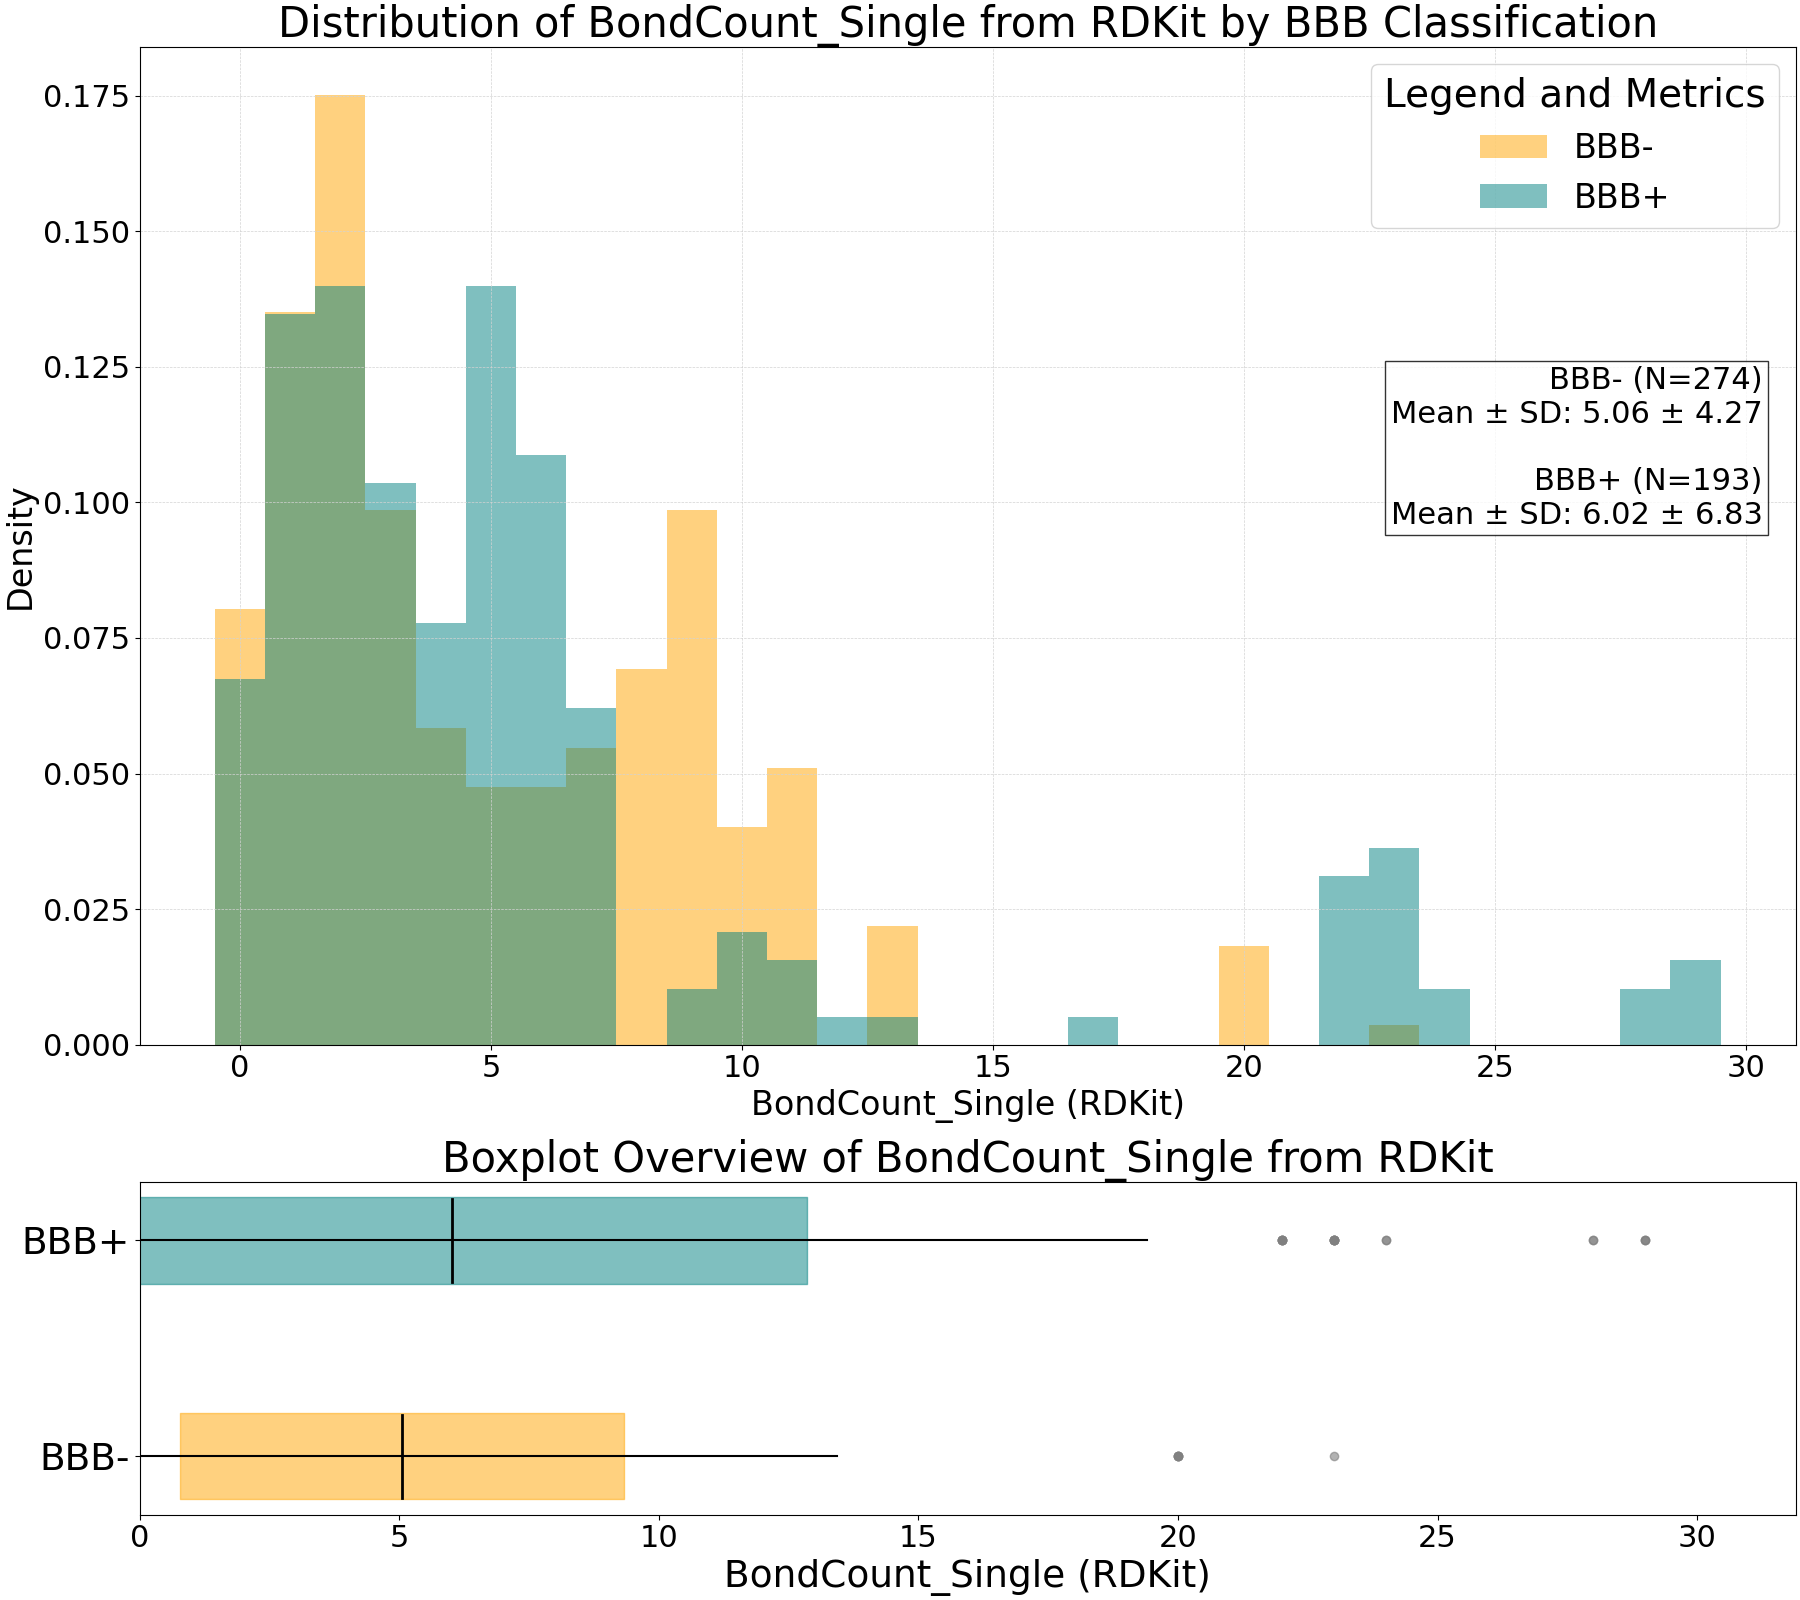 Distribution of BondCount_Single from RDKit by BBB Classification
Legend and Metrics
BBB-
BBB+
BBB- (N=274)
Mean ± SD: 5.06 ± 4.27
BBB+ (N=193)
Mean ± SD: 6.02 ± 6.83
Density
0.175
0.150
0.125
0.100
0.075
0.050
0.025
0.000
0 5 10 15 20 25 30
BondCount_Single (RDKit)
Boxplot Overview of BondCount_Single from RDKit
BBB+
BBB-
0 5 10 15 20 25 30
BondCount_Single (RDKit)